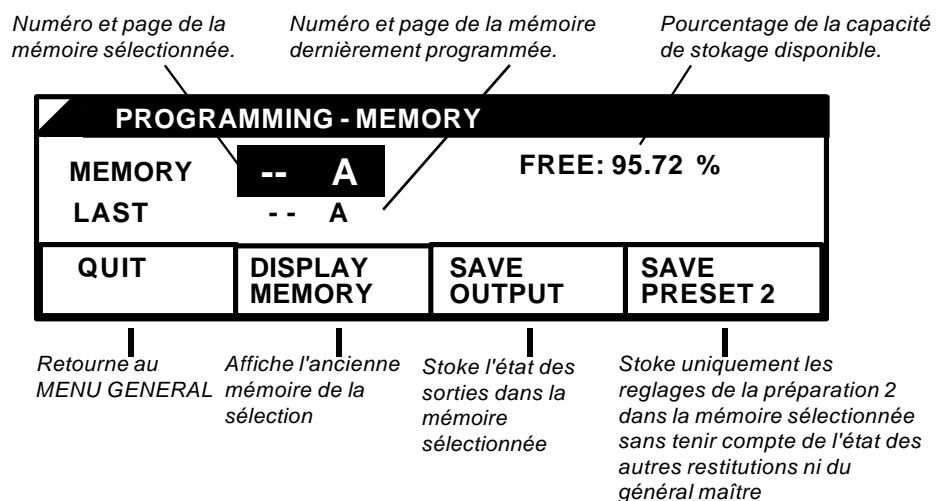 Numéro et page de la
mémoire sélectionnée.
Numéro et page de la mémoire
dernièrement programmée.
Pourcentage de la capacité
de stokage disponible.
PROGRAMMING - MEMORY
MEMORY -- A FREE: 95.72 %
LAST - - A
QUIT
DISPLAY
MEMORY
SAVE
OUTPUT
SAVE
PRESET 2
Retourne au
MENU GENERAL
Affiche l'ancienne
mémoire de la
sélection
Stoke l'état des
sorties dans la
mémoire
sélectionnée
Stoke uniquement les
reglages de la préparation 2
dans la mémoire sélectionnée
sans tenir compte de l'état des
autres restitutions ni du
général maître